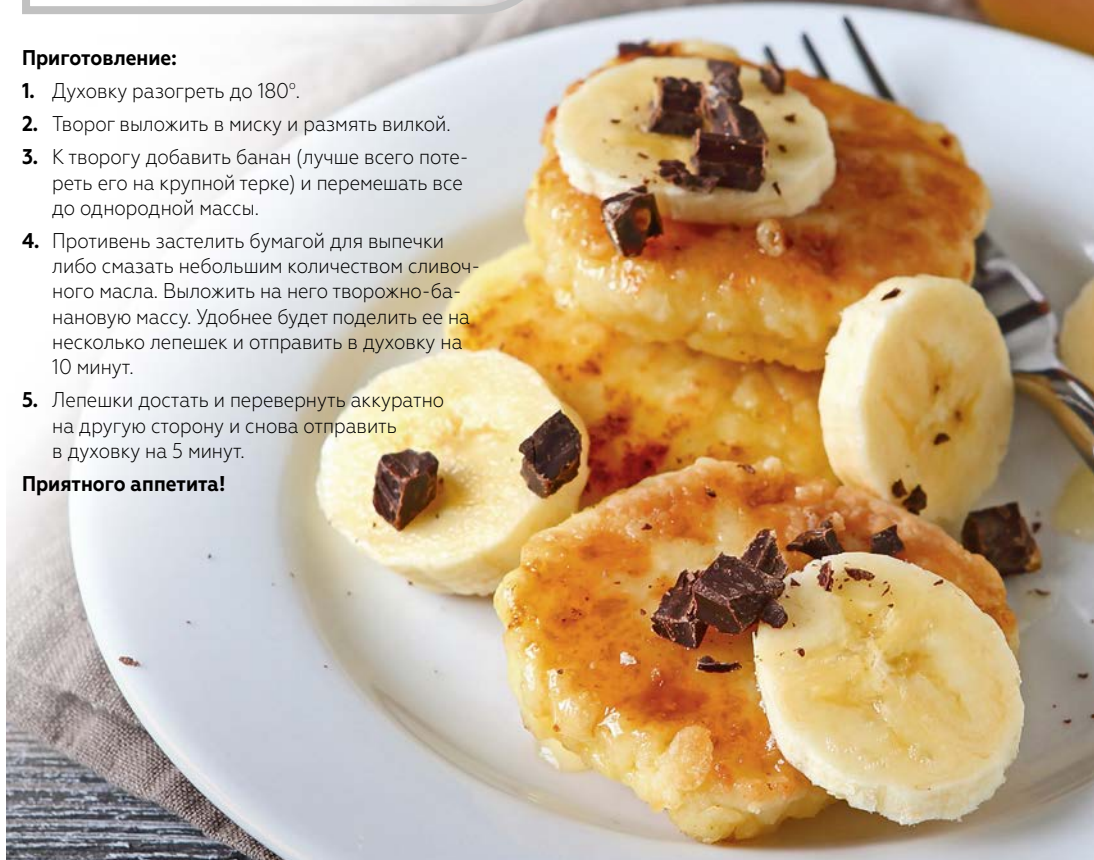 Приготовление:
1. Духовку разогреть до 180°.
2. Творог выложить в миску и размять вилкой.
3. К творогу добавить банан (лучше всего поте-
реть его на крупной терке) и перемешать все
до однородной массы.
4. Противень застелить бумагой для выпечки
либо смазать небольшим количеством сливоч-
ного масла. Выложить на него творожно-ба-
нановую массу. Удобнее будет поделить ее на
несколько лепешек и отправить в духовку на
10 минут.
5. Лепешки достать и перевернуть аккуратно
на другую сторону и снова отправить
в духовку на 5 минут.
Приятного аппетита!